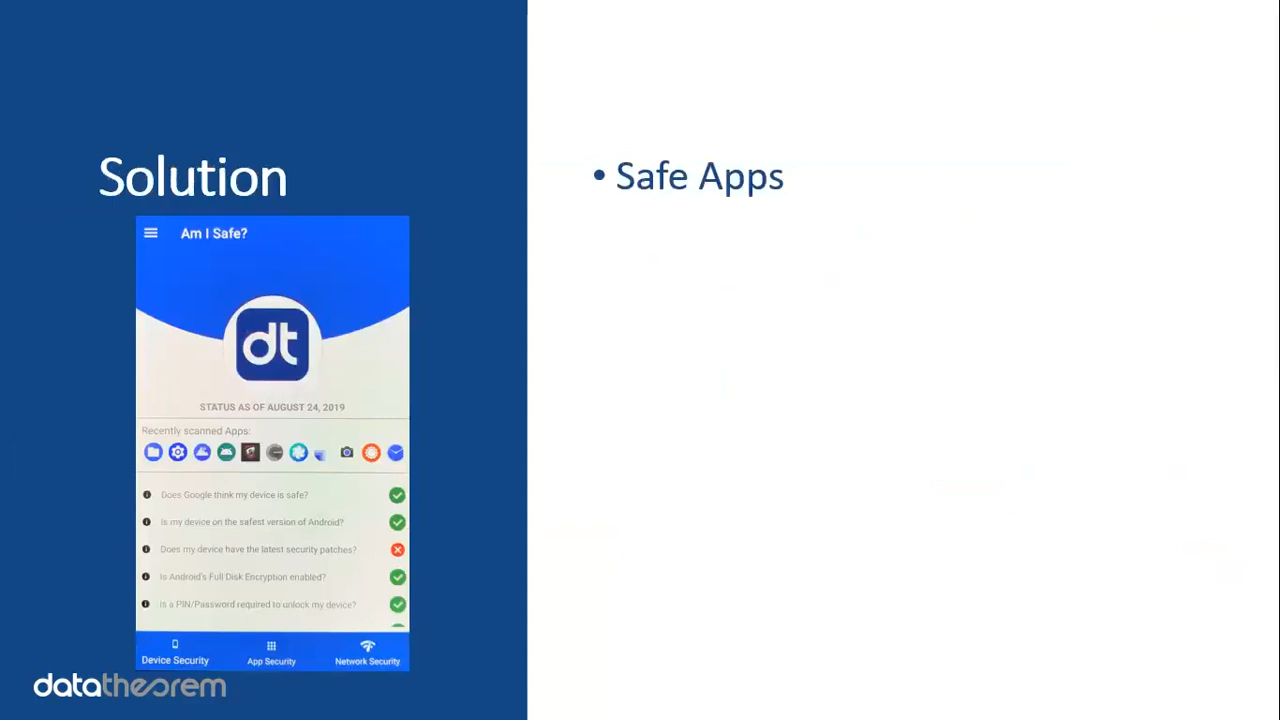 Solution
• Safe Apps
Am I Safe?
dt
STATUS AS OF AUGUST 24, 2019
Recently scanned Apps:
Does Google think my device is safe?
Is my device on the safest version of Android?
Does my device have the latest security patches?
Is Android's Full Disk Encryption enabled?
Is a PIN/Password required to unlock my device?
Device Security
App Security
Network Security
datatheorem